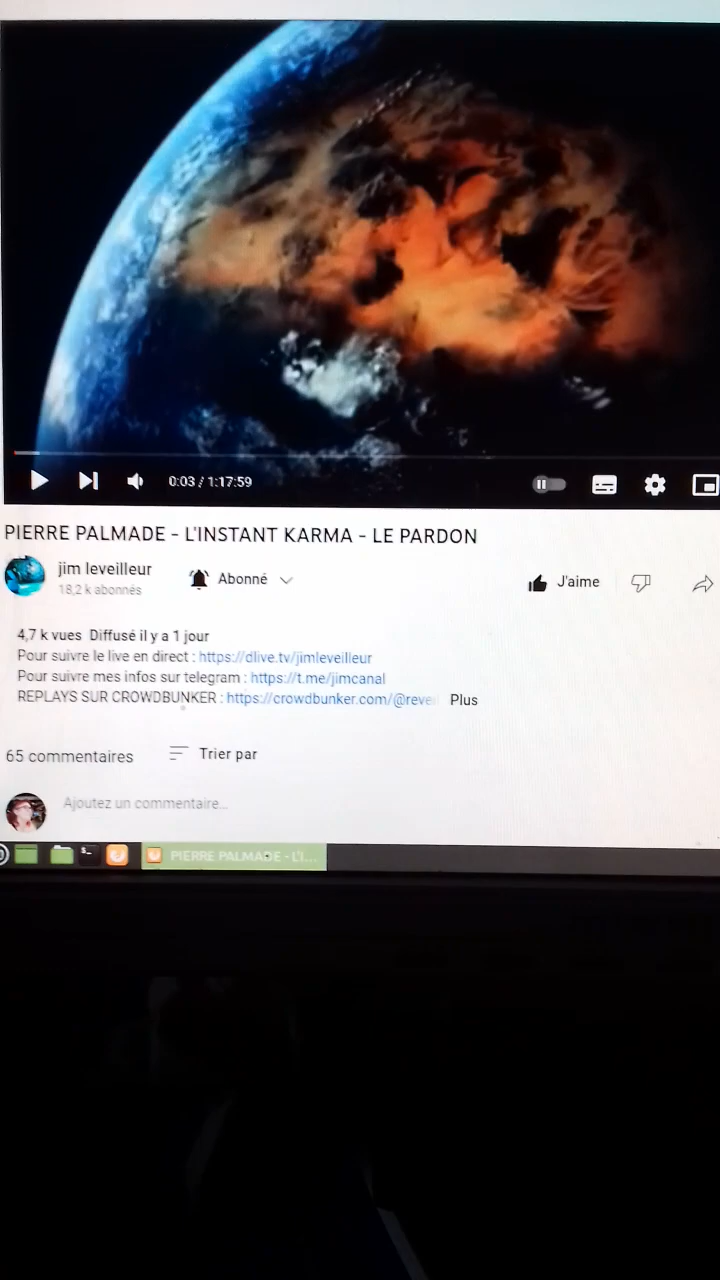 0:03 / 1:17:59
PIERRE PALMADE - L'INSTANT KARMA - LE PARDON
jim leveilleur
18,2 k abonnés
Abonné
J'aime
4,7 k vues Diffusé il y a 1 jour
Pour suivre le live en direct : https://dlive.tv/jimleveilleur
Pour suivre mes infos sur telegram : https://t.me/jimcanal
REPLAYS SUR CROWDBUNKER : https://crowdbunker.com/@reve
Plus
65 commentaires
Trier par
Ajoutez un commentaire...
PIERRE PALMADE - L'I...